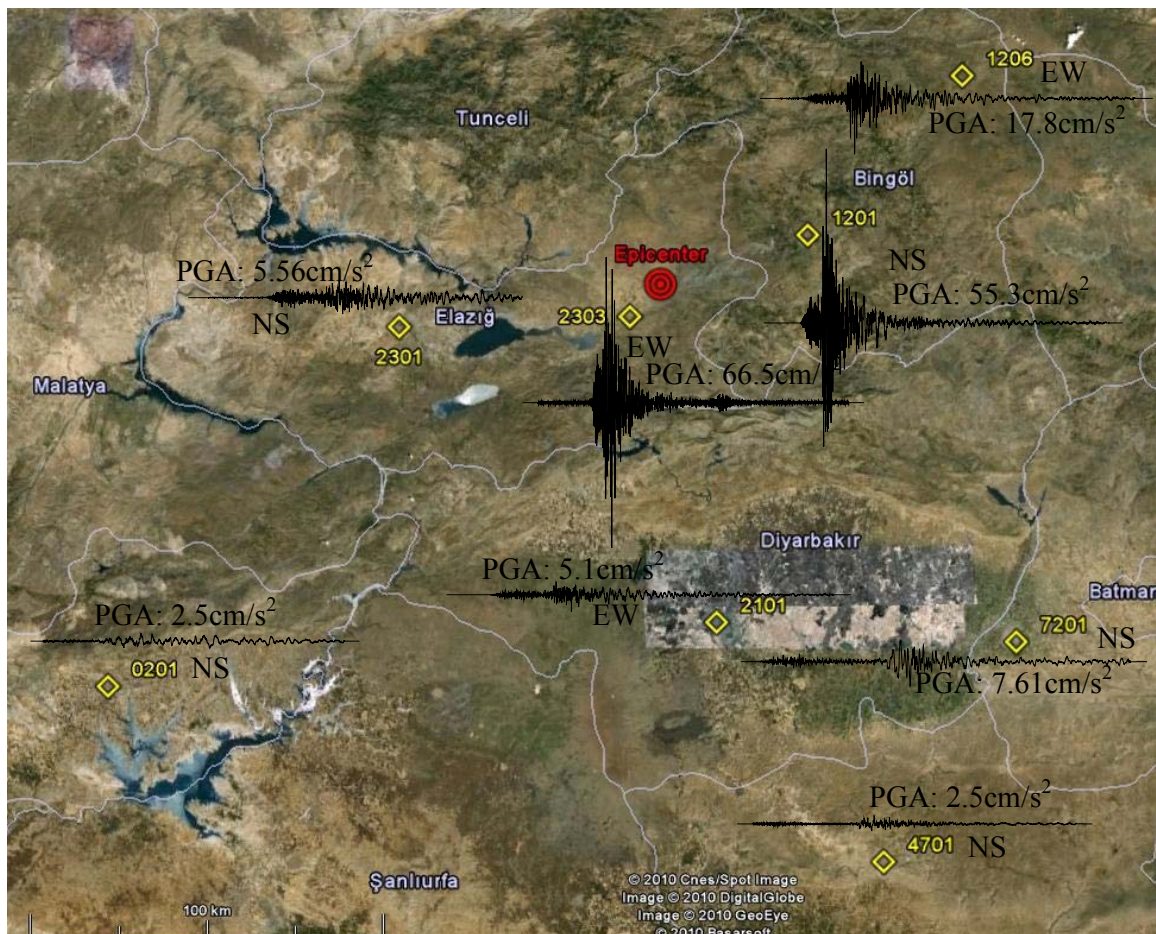 1206
EW
PGA: 17.8cm/s²
Tunceli
Bingöl
1201
Epicenter
NS
PGA: 55.3cm/s²
PGA: 5.56cm/s²
NS
Elazığ
2301
2303
EW
PGA: 66.5cm/
Malatya
Diyarbakır
PGA: 5.1cm/s²
EW
2101
Batman
7201
NS
PGA: 7.61cm/s²
PGA: 2.5cm/s²
0201
NS
PGA: 2.5cm/s²
4701
NS
Şanlıurfa
100 km
© 2010 Cnes/Spot Image
Image © 2010 DigitalGlobe
Image © 2010 GeoEye
© 2010 Basarsoft